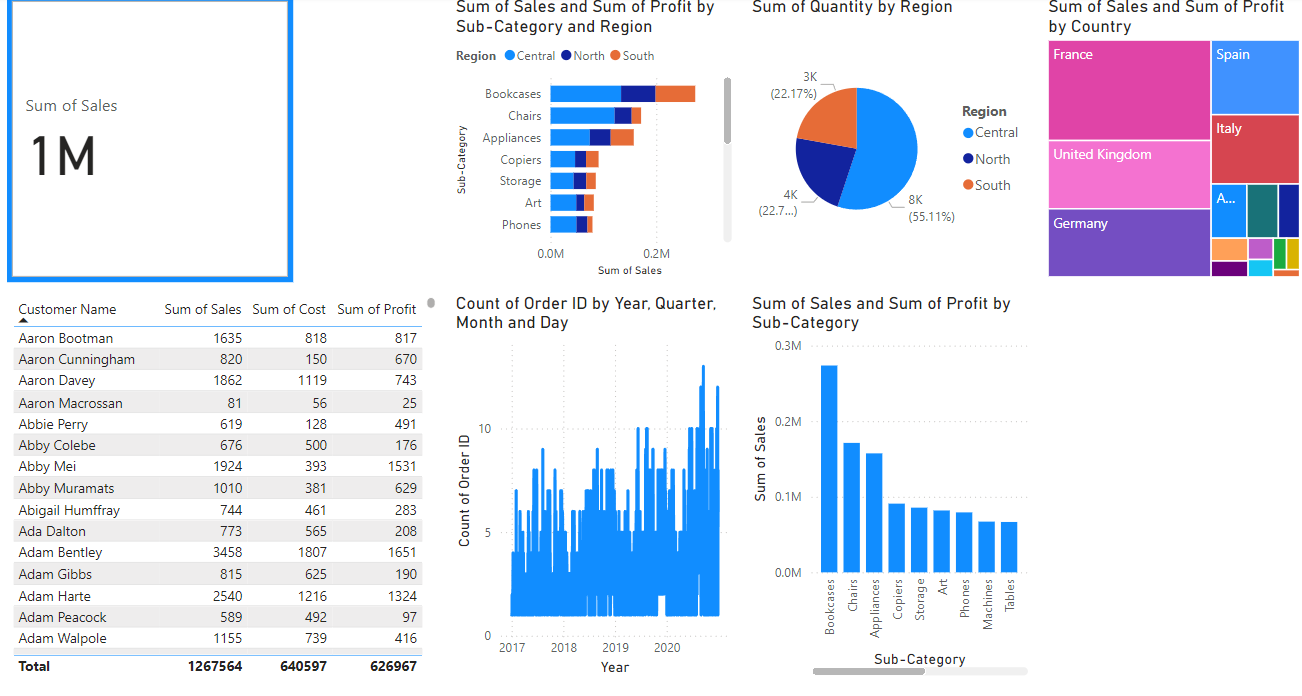 Sum of Sales
1M
Sum of Sales and Sum of Profit by
Sub-Category and Region
Region Central North South
Sub-Category
Bookcases
Chairs
Appliances
Copiers
Storage
Art
Phones
0.0M 0.2M
Sum of Sales
Sum of Quantity by Region
3K
(22.17%)
4K
(22.7...)
8K
(55.11%)
Region
Central
North
South
Sum of Sales and Sum of Profit
by Country
France
Spain
Italy
United Kingdom
A...
Germany
Customer Name Sum of Sales Sum of Cost Sum of Profit
Aaron Bootman 1635 818 817
Aaron Cunningham 820 150 670
Aaron Davey 1862 1119 743
Aaron Macrossan 81 56 25
Abbie Perry 619 128 491
Abby Colebe 676 500 176
Abby Mei 1924 393 1531
Abby Muramats 1010 381 629
Abigail Humffray 744 461 283
Ada Dalton 773 565 208
Adam Bentley 3458 1807 1651
Adam Gibbs 815 625 190
Adam Harte 2540 1216 1324
Adam Peacock 589 492 97
Adam Walpole 1155 739 416
Total 1267564 640597 626967
Count of Order ID by Year, Quarter,
Month and Day
Count of Order ID
10
5
0
2017 2018 2019 2020
Year
Sum of Sales and Sum of Profit by
Sub-Category
Sum of Sales
0.3M
0.2M
0.1M
0.0M
Bookcases
Chairs
Appliances
Copiers
Storage
Art
Phones
Machines
Tables
Sub-Category